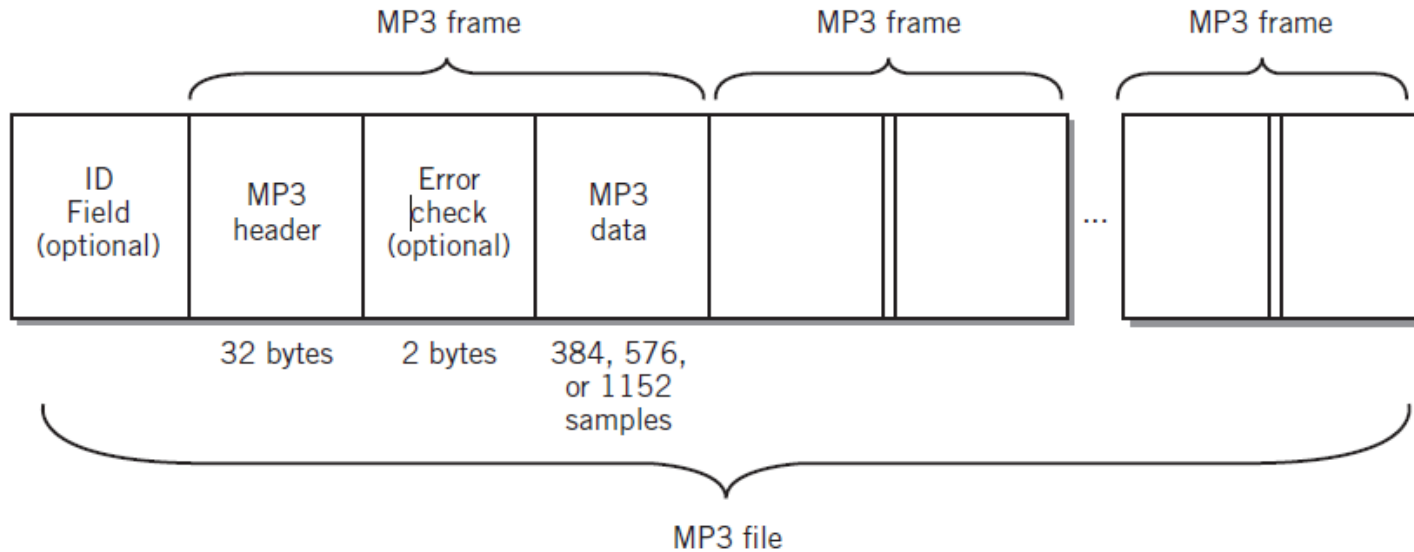 MP3 frame
MP3 frame
MP3 frame
ID
Field
(optional)
MP3
header
Error
check
(optional)
MP3
data
...
32 bytes
2 bytes
384, 576,
or 1152
samples
MP3 file